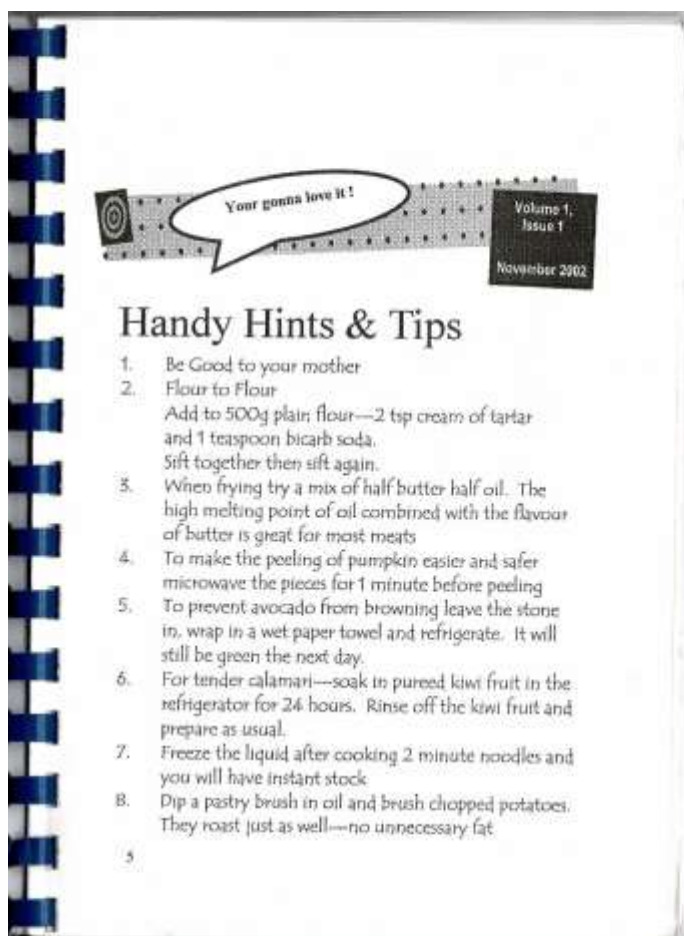 Your gonna love it !
Volume 1,
Issue 1
November 2002
Handy Hints & Tips
1. Be Good to your mother
2. Flour to Flour
Add to 500g plain flour—2 tsp cream of tartar
and 1 teaspoon bicarb soda.
Sift together then sift again.
3. When frying try a mix of half butter half oil. The
high melting point of oil combined with the flavour
of butter is great for most meats
4. To make the peeling of pumpkin easier and safer
microwave the pieces for 1 minute before peeling
5. To prevent avocado from browning leave the stone
in, wrap in a wet paper towel and refrigerate. It will
still be green the next day.
6. For tender calamari—soak in pureed kiwi fruit in the
refrigerator for 24 hours. Rinse off the kiwi fruit and
prepare as usual.
7. Freeze the liquid after cooking 2 minute noodles and
you will have instant stock
8. Dip a pastry brush in oil and brush chopped potatoes.
They roast just as well—no unnecessary fat